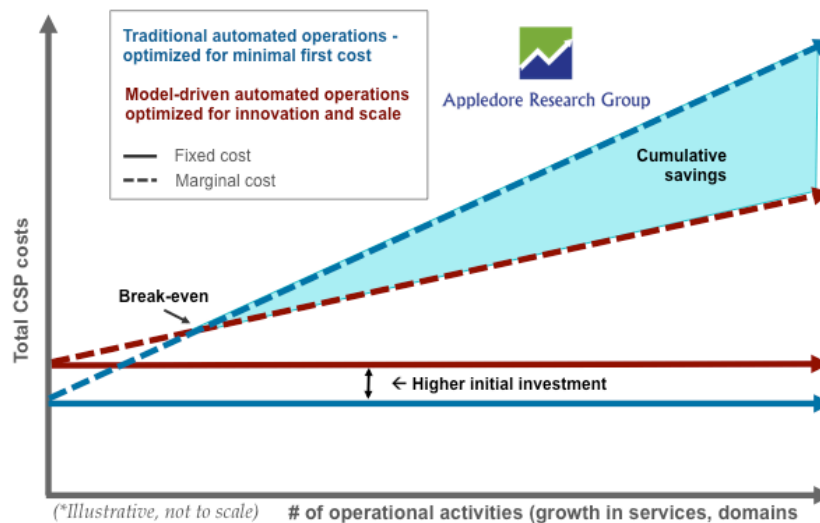 Traditional automated operations -
optimized for minimal first cost
Model-driven automated operations
optimized for innovation and scale
Fixed cost
Marginal cost
Appledore Research Group
Cumulative
savings
Break-even
← Higher initial investment
Total CSP costs
(*Illustrative, not to scale)
# of operational activities (growth in services, domains